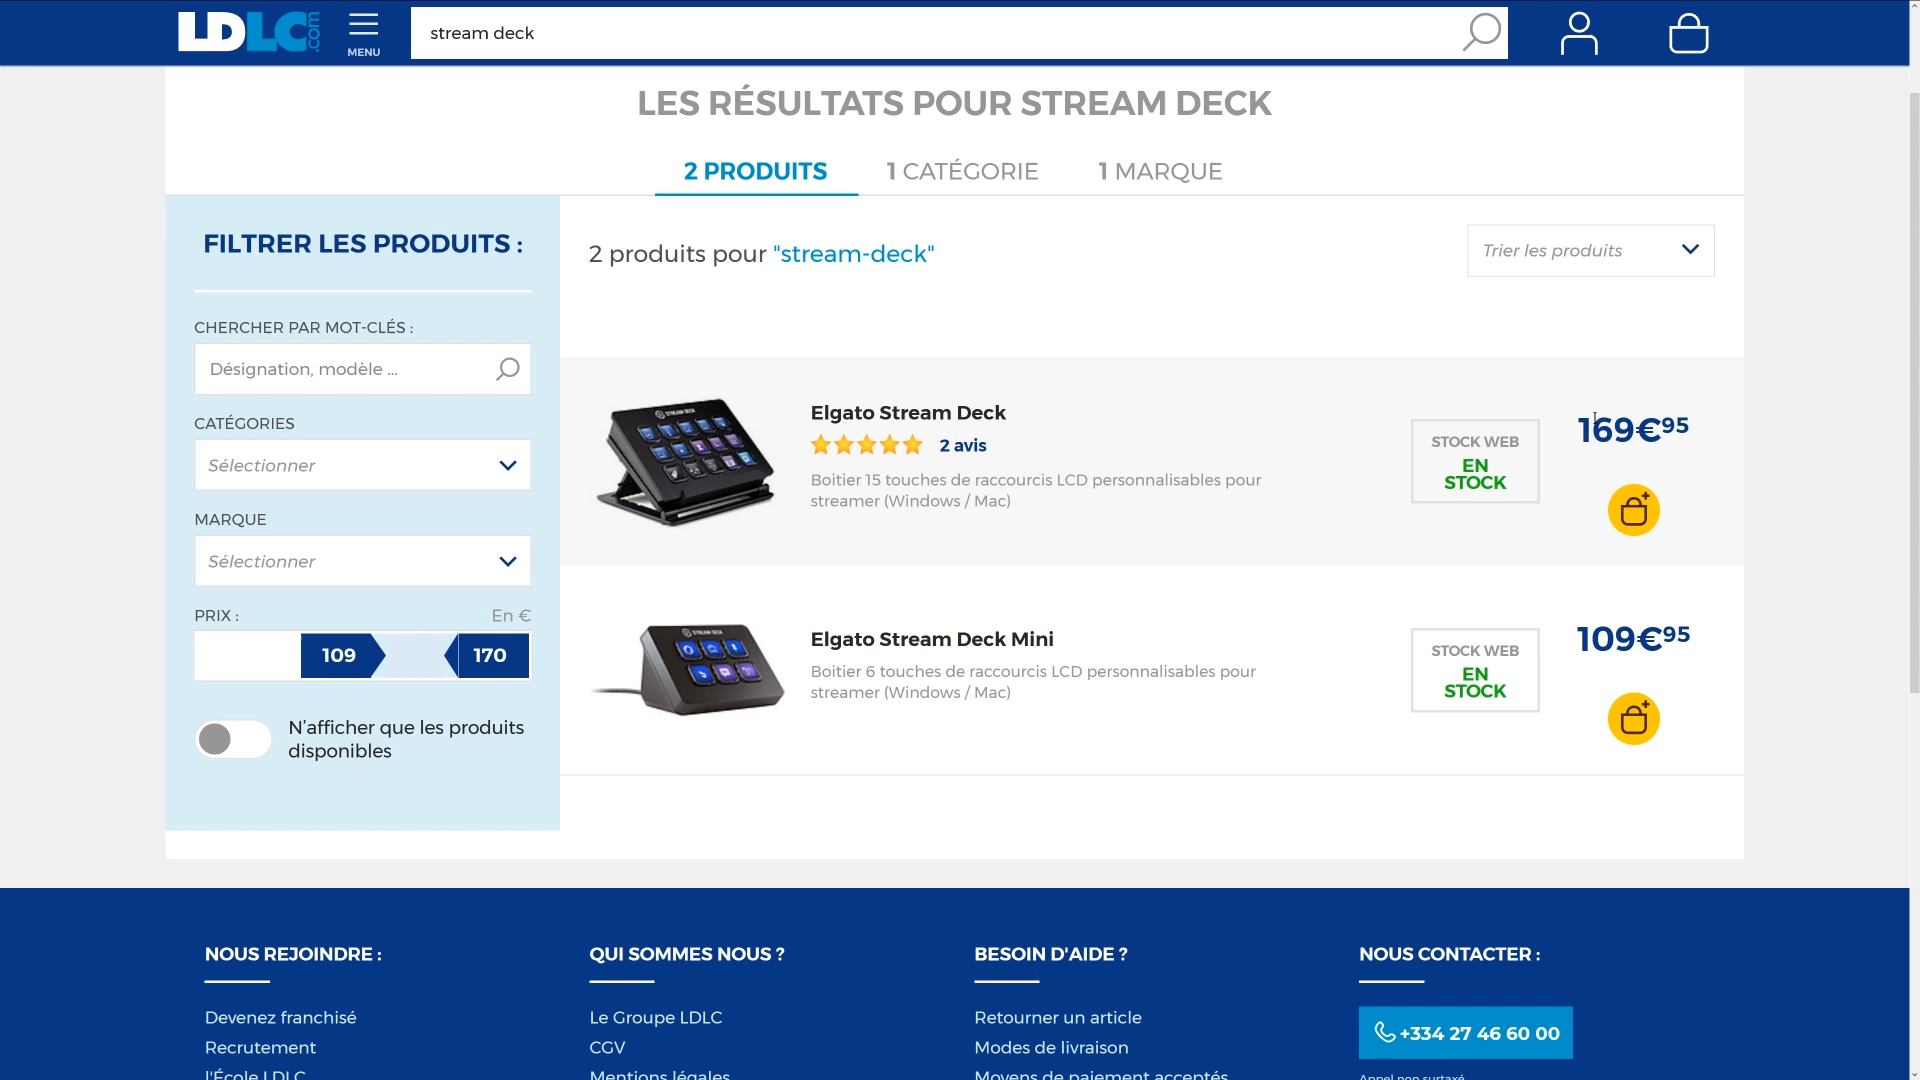 LDLC.com
MENU
stream deck
LES RÉSULTATS POUR STREAM DECK
2 PRODUITS
1 CATÉGORIE
1 MARQUE
FILTRER LES PRODUITS :
CHERCHER PAR MOT-CLÉS :
Désignation, modèle ...
CATÉGORIES
Sélectionner
MARQUE
Sélectionner
PRIX :
En €
109
170
N'afficher que les produits
disponibles
2 produits pour "stream-deck"
Trier les produits
STREAM DECK
Elgato Stream Deck
2 avis
Boitier 15 touches de raccourcis LCD personnalisables pour
streamer (Windows / Mac)
STOCK WEB
EN
STOCK
169€95
STREAM DECK
Elgato Stream Deck Mini
Boitier 6 touches de raccourcis LCD personnalisables pour
streamer (Windows / Mac)
STOCK WEB
EN
STOCK
109€95
NOUS REJOINDRE :
Devenez franchisé
Recrutement
l'École LDLC
QUI SOMMES NOUS ?
Le Groupe LDLC
CGV
Mentions légales
BESOIN D'AIDE ?
Retourner un article
Modes de livraison
Moyens de paiement acceptés
NOUS CONTACTER :
+334 27 46 60 00
Appel non surtaxé